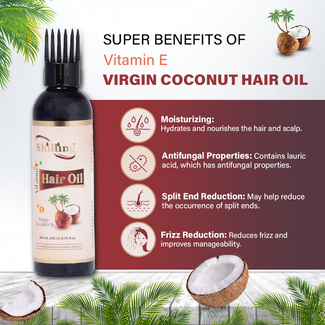 SUPER BENEFITS OF
Vitamin E
VIRGIN COCONUT HAIR OIL
Moisturizing:
Hydrates and nourishes the hair and scalp.
Antifungal Properties: Contains lauric
acid, which has antifungal properties.
Split End Reduction: May help reduce
the occurrence of split ends.
Frizz Reduction: Reduces frizz and
improves manageability.
Vitamin
Hair Oil
Virgin
Coconut Oil